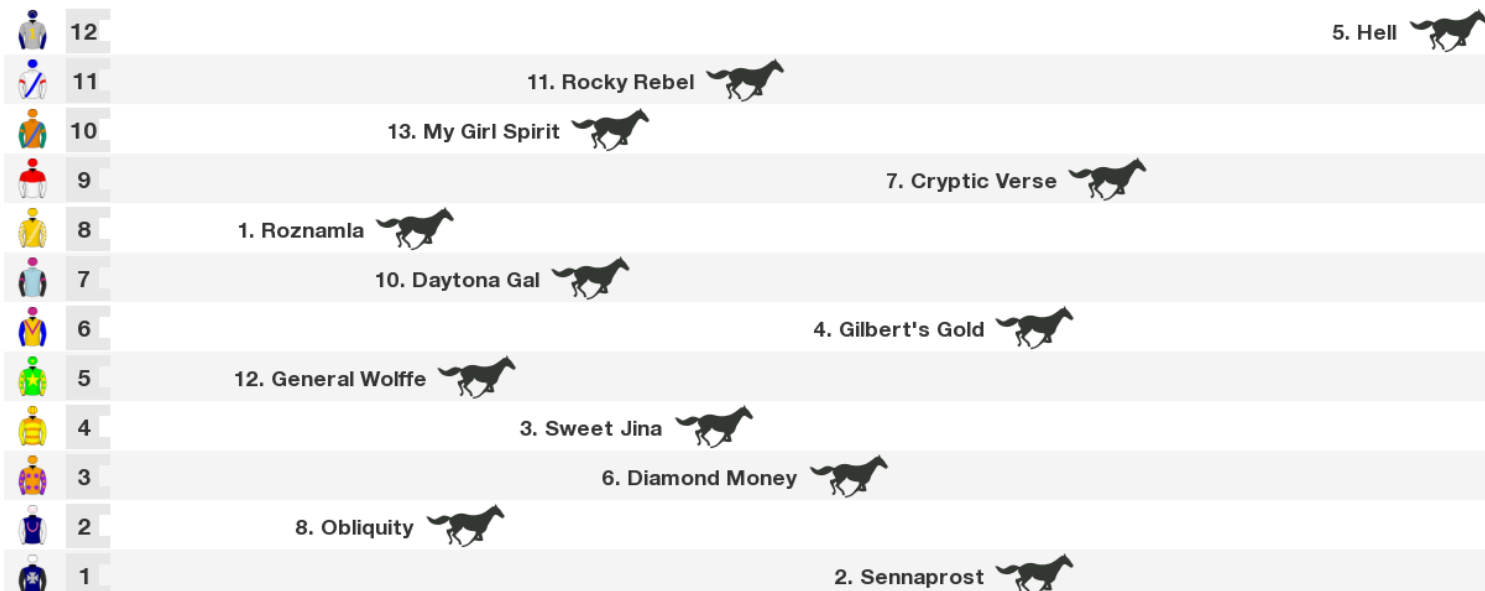 12 5. Hell
11 11. Rocky Rebel
10 13. My Girl Spirit
9 7. Cryptic Verse
8 1. Roznamla
7 10. Daytona Gal
6 4. Gilbert's Gold
5 12. General Wolffe
4 3. Sweet Jina
3 6. Diamond Money
2 8. Obliquity
1 2. Sennaprost